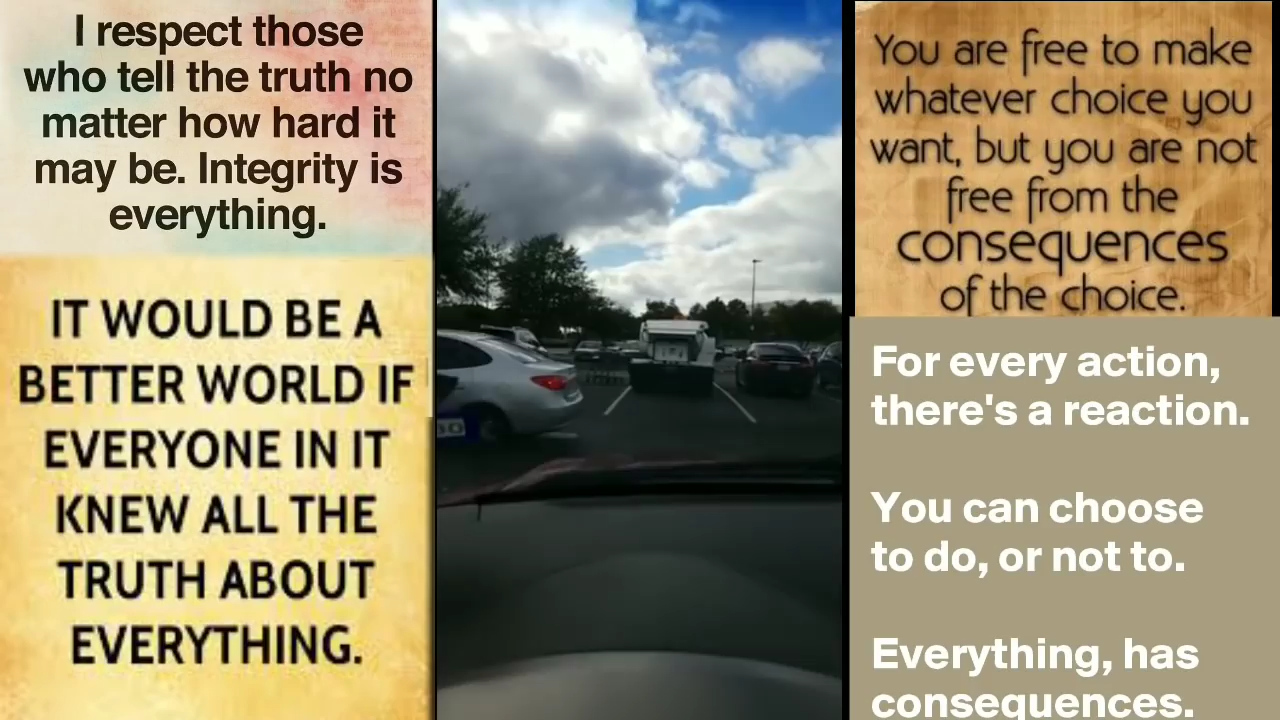 I respect those
who tell the truth no
matter how hard it
may be. Integrity is
everything.
IT WOULD BE A
BETTER WORLD IF
EVERYONE IN IT
KNEW ALL THE
TRUTH ABOUT
EVERYTHING.
You are free to make
whatever choice you
want, but you are not
free from the
consequences
of the choice.
For every action,
there's a reaction.
You can choose
to do, or not to.
Everything, has
consequences.